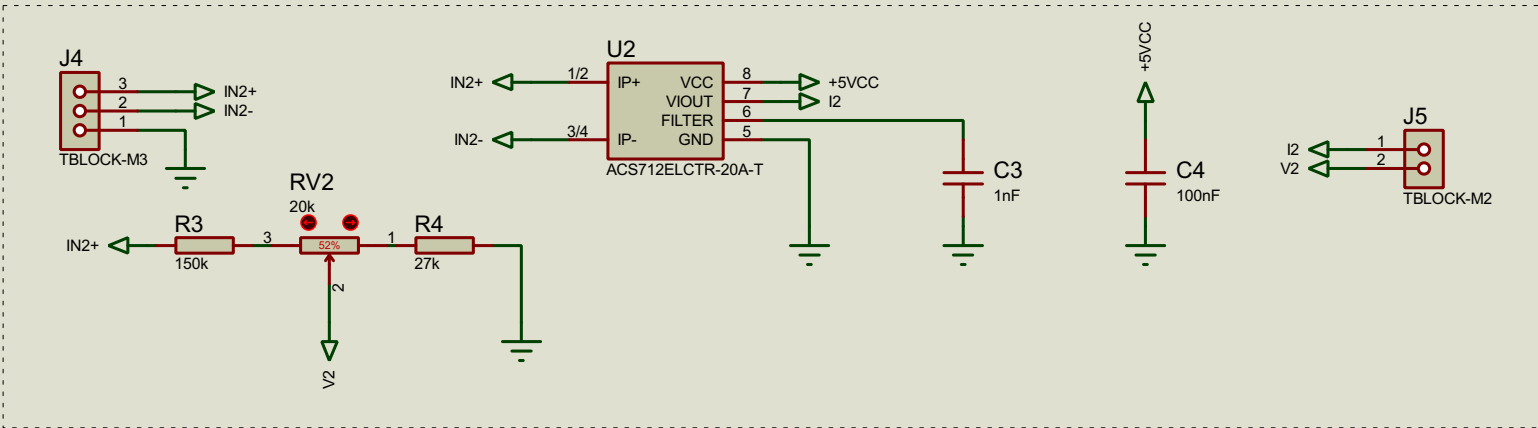 J4
3
2
1
IN2+
IN2-
TBLOCK-M3
U2
IN2+
1/2
IP+
IN2-
3/4
IP-
VCC
8
+5VCC
VIOUT
7
I2
FILTER
6
GND
5
ACS712ELCTR-20A-T
C3
1nF
+5VCC
C4
100nF
J5
I2
1
V2
2
TBLOCK-M2
RV2
20k
IN2+
R3
150k
3
52%
1
R4
27k
2
V2